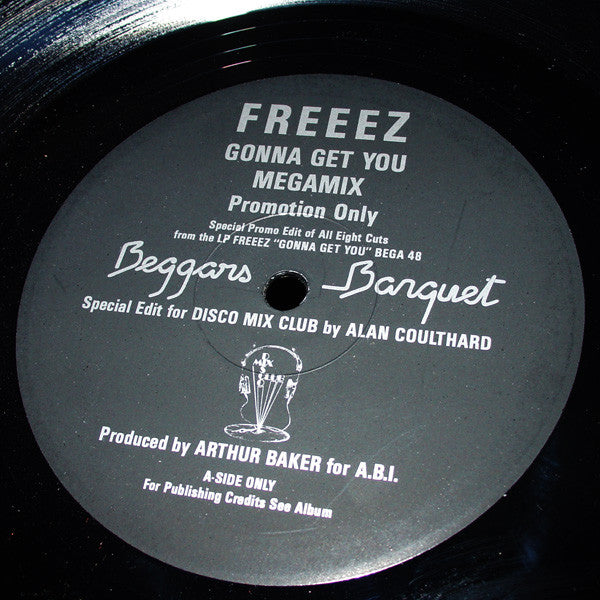 FREEEZ
GONNA GET YOU
MEGAMIX
Promotion Only
Special Promo Edit of All Eight Cuts
from the LP FREEEZ "GONNA GET YOU" BEGA 48
Beggars Banquet
Special Edit for DISCO MIX CLUB by ALAN COULTHARD
Produced by ARTHUR BAKER for A.B.I.
A-SIDE ONLY
For Publishing Credits See Album